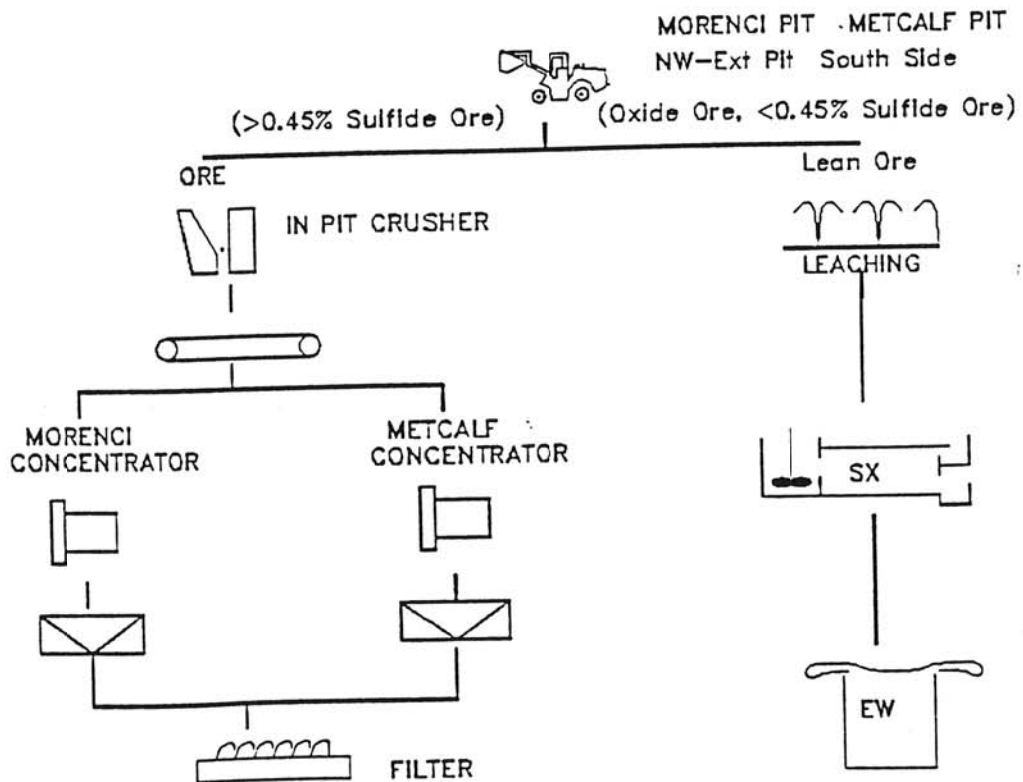 MORENCI PIT - METCALF PIT
NW-Ext Pit South Side
(>0.45% Sulfide Ore)
(Oxide Ore, <0.45% Sulfide Ore)
ORE
Lean Ore
IN PIT CRUSHER
LEACHING
MORENCI
CONCENTRATOR
METCALF
CONCENTRATOR
SX
EW
FILTER